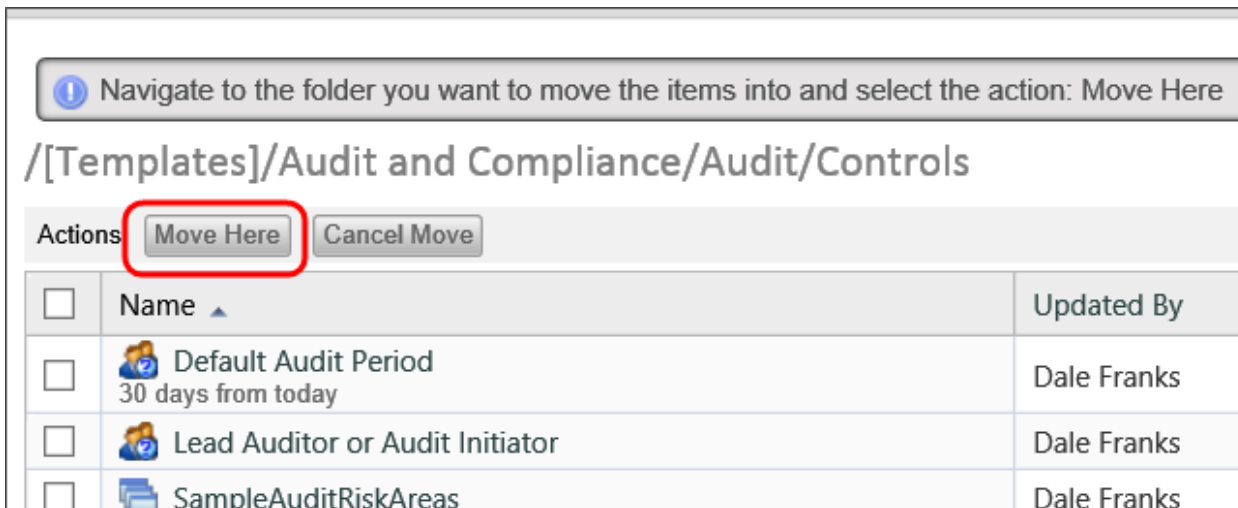 Navigate to the folder you want to move the items into and select the action: Move Here
/[Templates]/Audit and Compliance/Audit/Controls
Actions Move Here Cancel Move
Name Updated By
Default Audit Period Dale Franks
30 days from today
Lead Auditor or Audit Initiator Dale Franks
SampleAuditRiskAreas Dale Franks